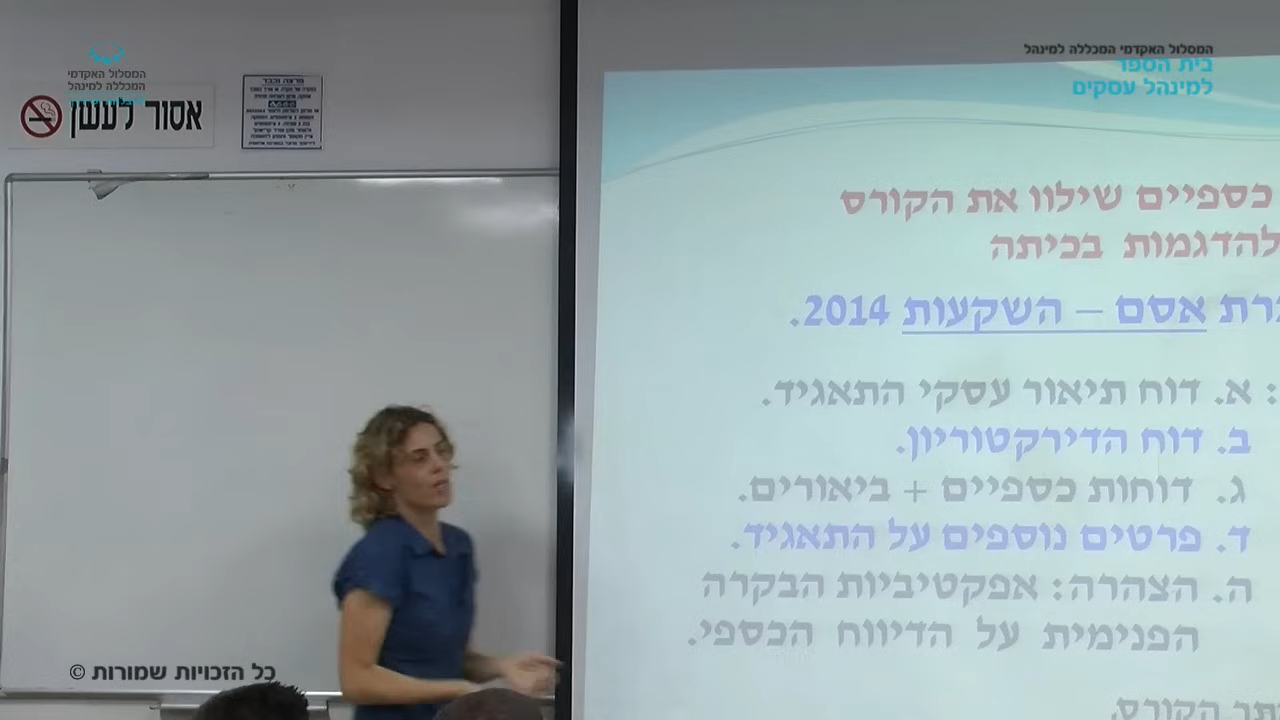 המסלול האקדמי המכללה למינהל
בית הספר
למינהל עסקים
המסלול האקדמי
המכללה למינהל
אסור לעשן
כספיים שילוו את הקורס
להדגמות בכיתה
אסם – השקעות 2014.
: א. דוח תיאור עסקי התאגיד.
ב. דוח הדירקטוריון.
ג. דוחות כספיים + ביאורים.
ד. פרטים נוספים על התאגיד.
ה. הצהרה: אפקטיביות הבקרה
הפנימית על הדיווח הכספי.
הקורס.
כל הזכויות שמורות ©